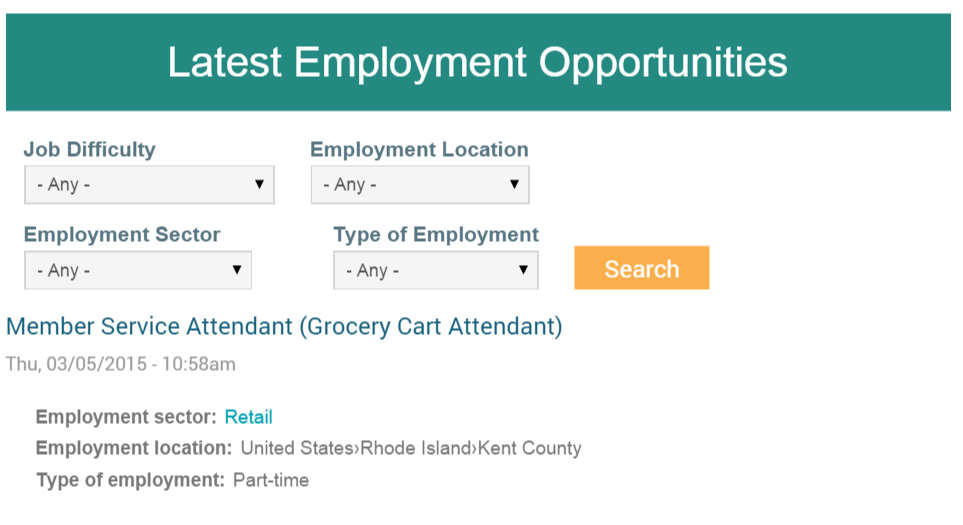 Latest Employment Opportunities
Job Difficulty Employment Location
- Any - - Any -
Employment Sector Type of Employment
- Any - - Any - Search
Member Service Attendant (Grocery Cart Attendant)
Thu, 03/05/2015 - 10:58am
Employment sector: Retail
Employment location: United States›Rhode Island›Kent County
Type of employment: Part-time